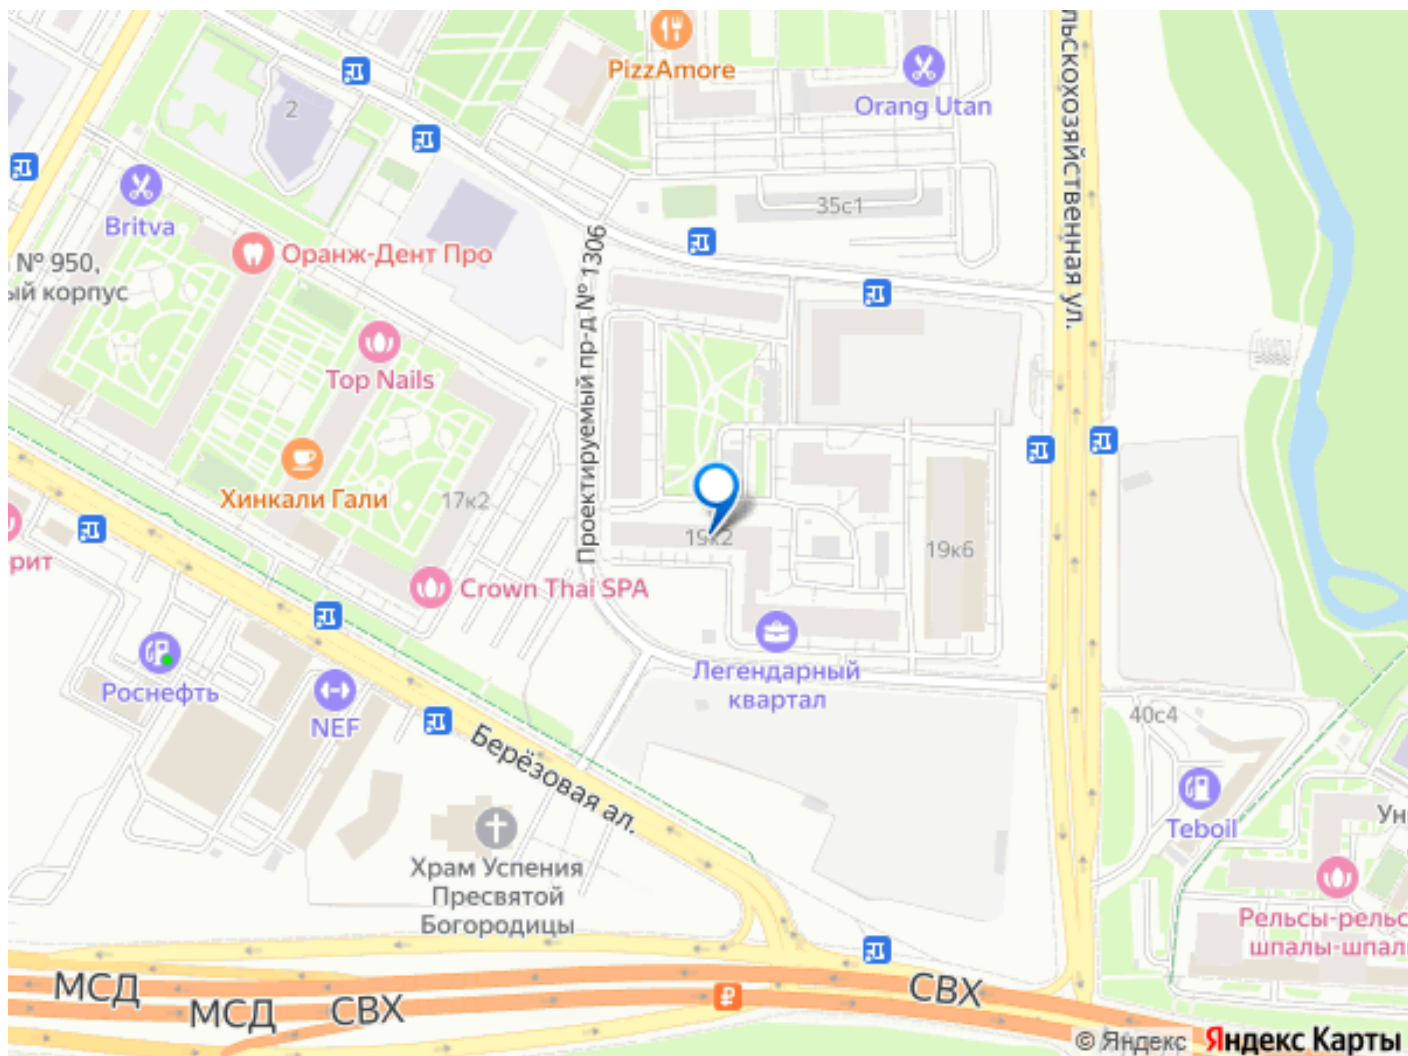 PizzAmore
Orang Utan
льскохозяйственная ул.
2
Britva
35с1
Оранж-Дент Про
№ 950,
ый корпус
Проектируемый пр-д № 1306
Top Nails
Хинкали Гали
17к2
19к2
19к6
рит
Crown Thai SPA
Роснефть
NEF
Легендарный
квартал
40с4
Берёзовая ал.
Teboil
Ун
Храм Успения
Пресвятой
Богородицы
Рельсы-рельс
шпалы-шпал
МСД
МСД
СВХ
СВХ
© Яндекс Яндекс Карты